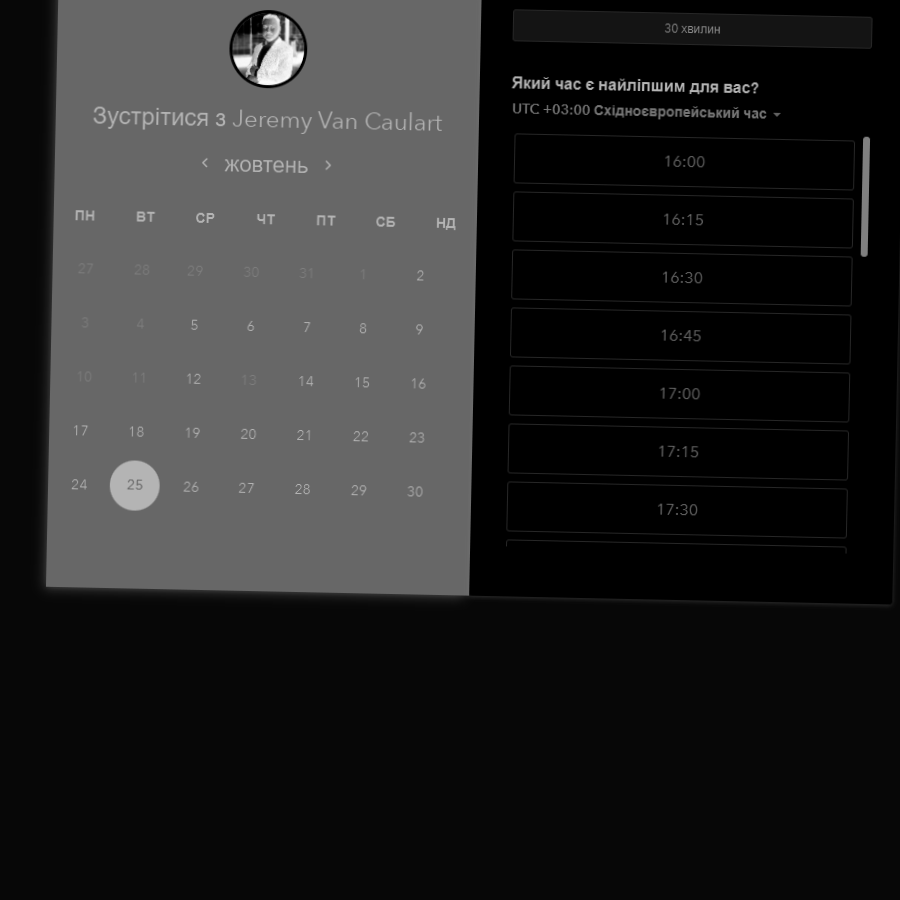 Зустрітися з Jeremy Van Caulart
‹ жовтень ›
ПН ВТ СР ЧТ ПТ СБ НД
27 28 29 30 31 1 2
3 4 5 6 7 8 9
10 11 12 13 14 15 16
17 18 19 20 21 22 23
24 25 26 27 28 29 30
30 хвилин
Який час є найліпшим для вас?
UTC +03:00 Східноєвропейський час
16:00
16:15
16:30
16:45
17:00
17:15
17:30